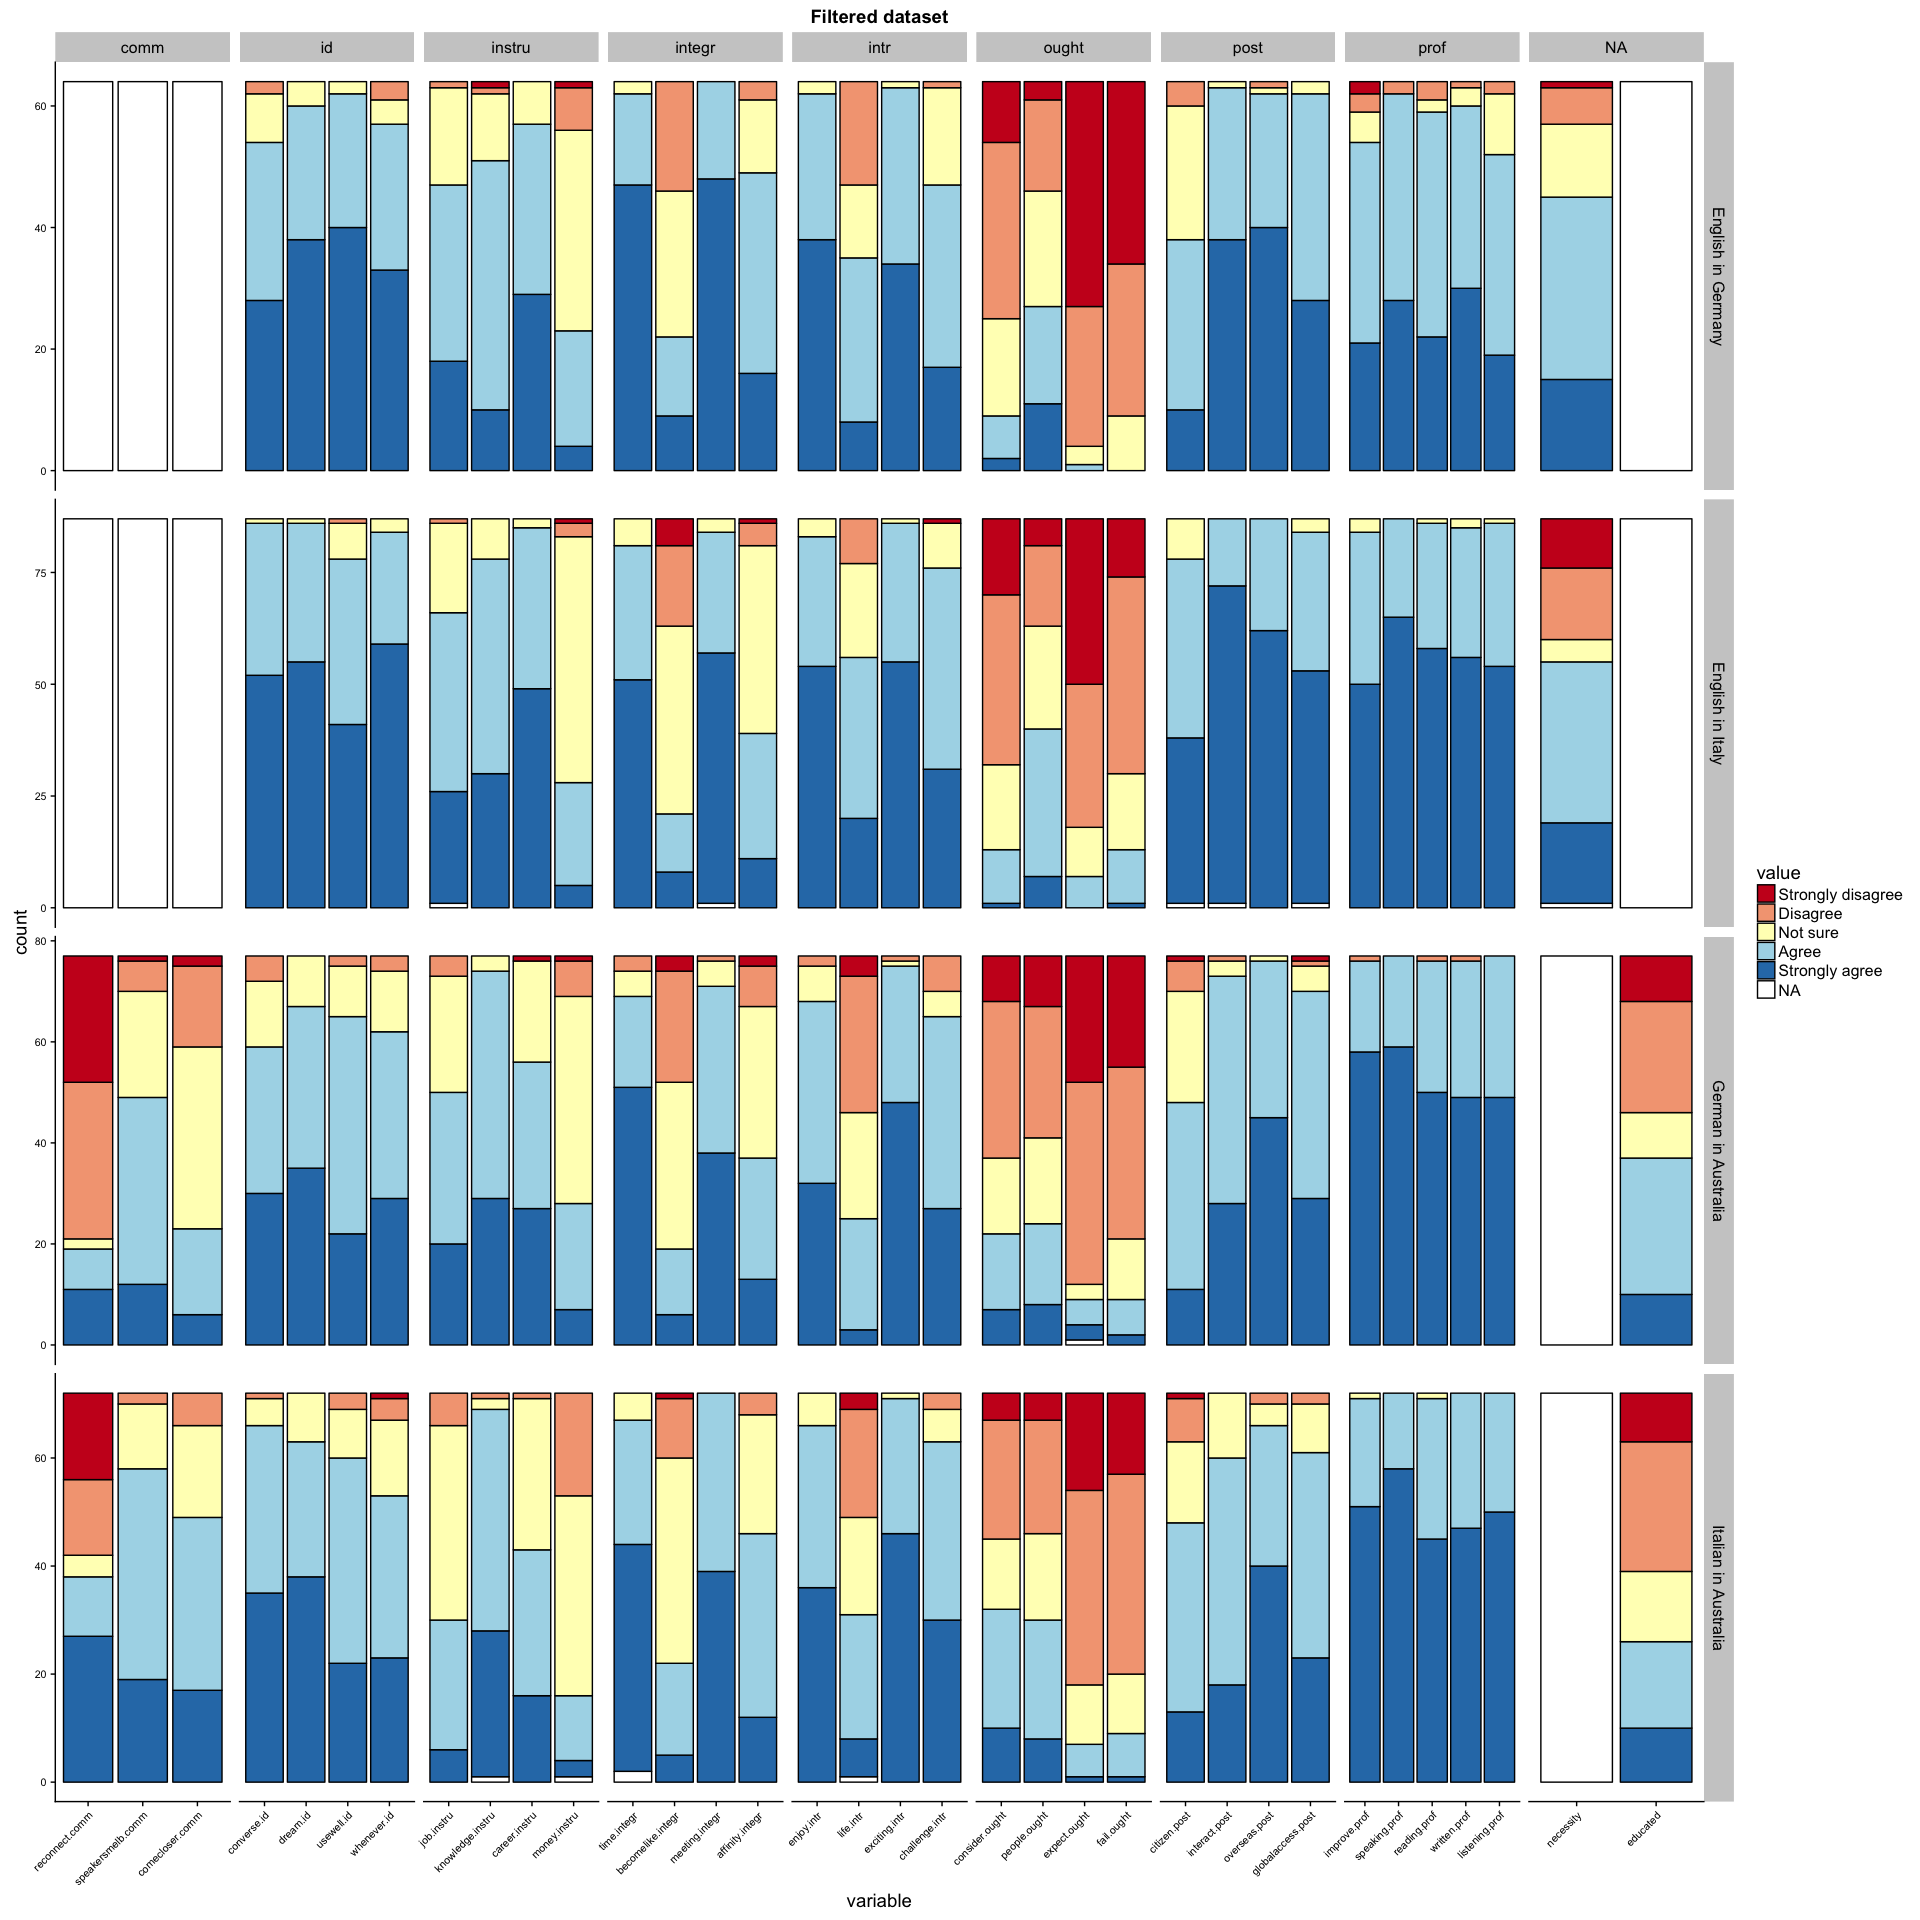 Filtered dataset
comm id instru integr intr ought post prof NA
60
40
20
0
English in Germany
75
50
25
0
English in Italy
count
value
Strongly disagree
Disagree
Not sure
Agree
Strongly agree
NA
80
60
40
20
0
German in Australia
60
40
20
0
Italian in Australia
reconnect.comm speakersmelb.comm comecloser.comm converse.id dream.id usewell.id whenever.id job.instru knowledge.instru career.instru money.instru time.integr becomelike.integr meeting.integr affinity.integr enjoy.intr life.intr exciting.intr challenge.intr consider.ought people.ought expect.ought fail.ought citizen.post interact.post overseas.post globalaccess.post improve.prof speaking.prof reading.prof written.prof listening.prof necessity educated
variable